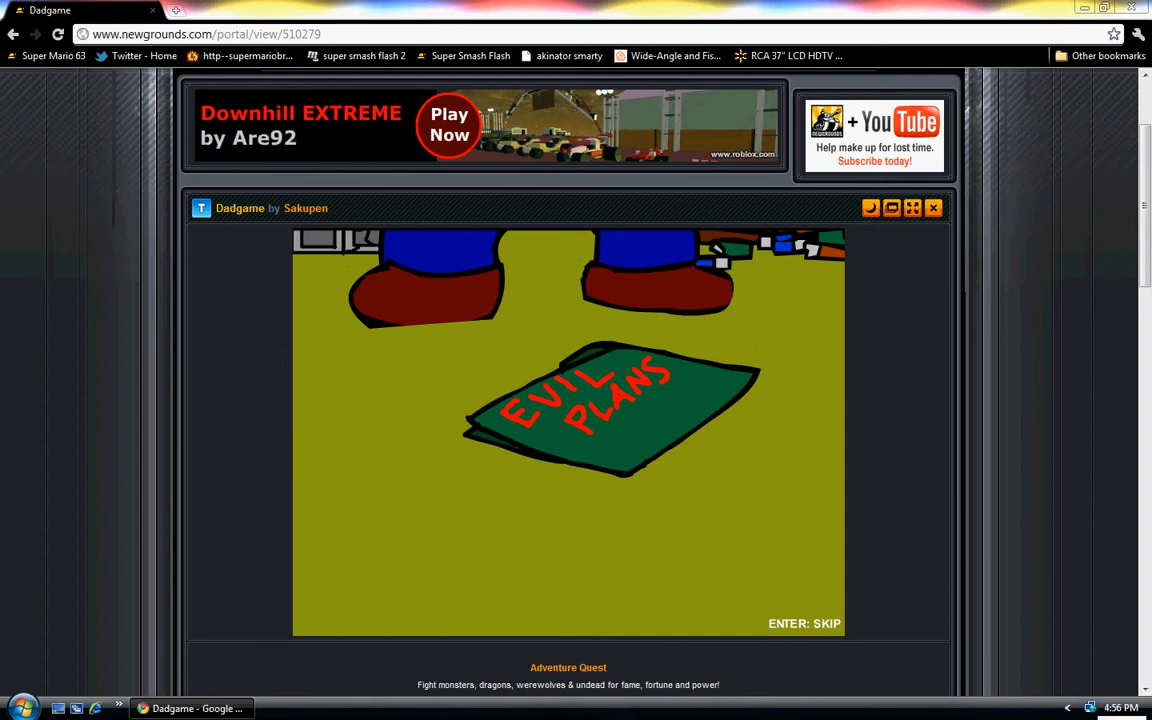 Dadgame
www.newgrounds.com/portal/view/510279
Super Mario 63
Twitter - Home
http--supermariobr...
super smash flash 2
Super Smash Flash
akinator smarty
Wide-Angle and Fis...
RCA 37" LCD HDTV ...
Other bookmarks
Downhill EXTREME
by Are92
Play
Now
www.roblox.com
NEWGROUNDS
+ YouTube
Help make up for lost time.
Subscribe today!
T
Dadgame by Sakupen
EVIL
PLANS
ENTER: SKIP
Adventure Quest
Fight monsters, dragons, werewolves & undead for fame, fortune and power!
Dadgame - Google ...
4:56 PM